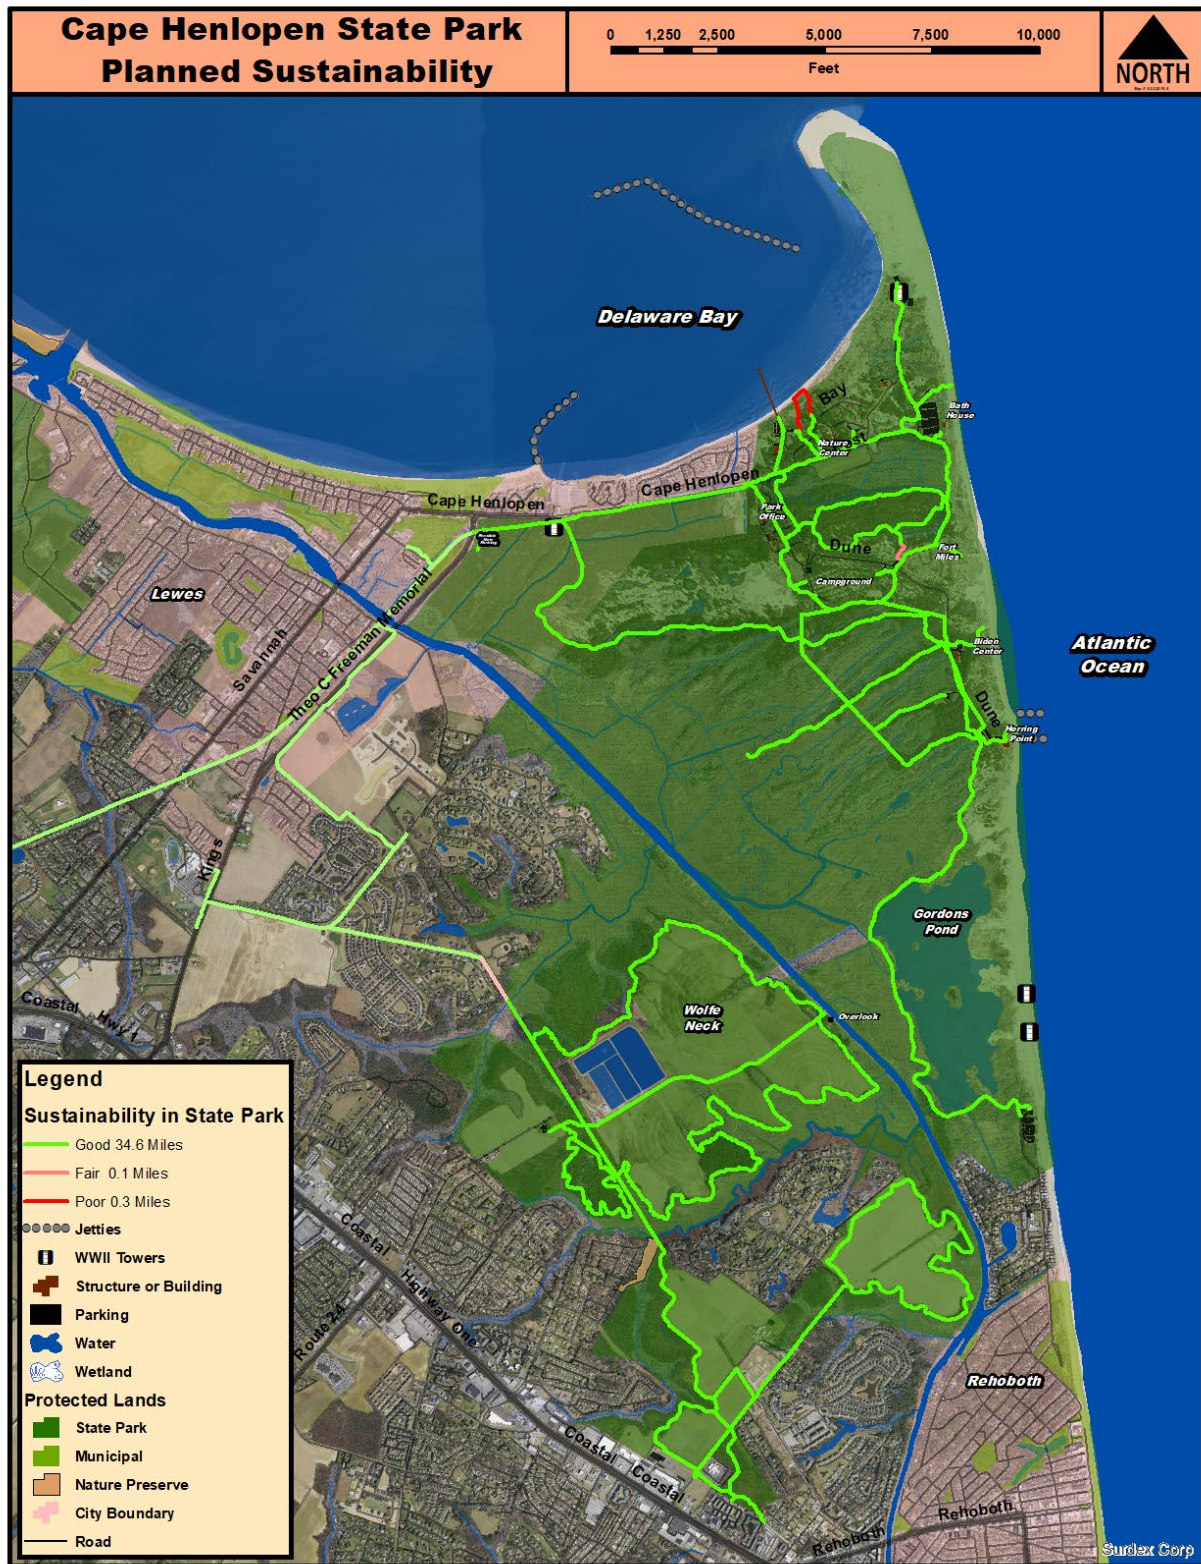 Cape Henlopen State Park
Planned Sustainability
0 1,250 2,500 5,000 7,500 10,000
Feet
NORTH
Delaware Bay
Bay
Bath
House
Nature
Center
Cape Henlopen
Cape Henlopen
Park
Office
Dune
Fort
Miles
Campground
Lewes
Savannah
Theo C Freeman Memorial
Biden
Center
Atlantic
Ocean
Dune
Herring
Point
Kings
Gordons
Pond
Wolfe
Neck
Overlook
Coastal
Hwy 1
Legend
Sustainability in State Park
Good 34.6 Miles
Fair 0.1 Miles
Poor 0.3 Miles
Jetties
WWII Towers
Structure or Building
Parking
Water
Wetland
Protected Lands
State Park
Municipal
Nature Preserve
City Boundary
Road
Coastal
Highway One
Route 24
Coastal
Coastal
Rehoboth
Rehoboth
Rehoboth
Surdex Corp